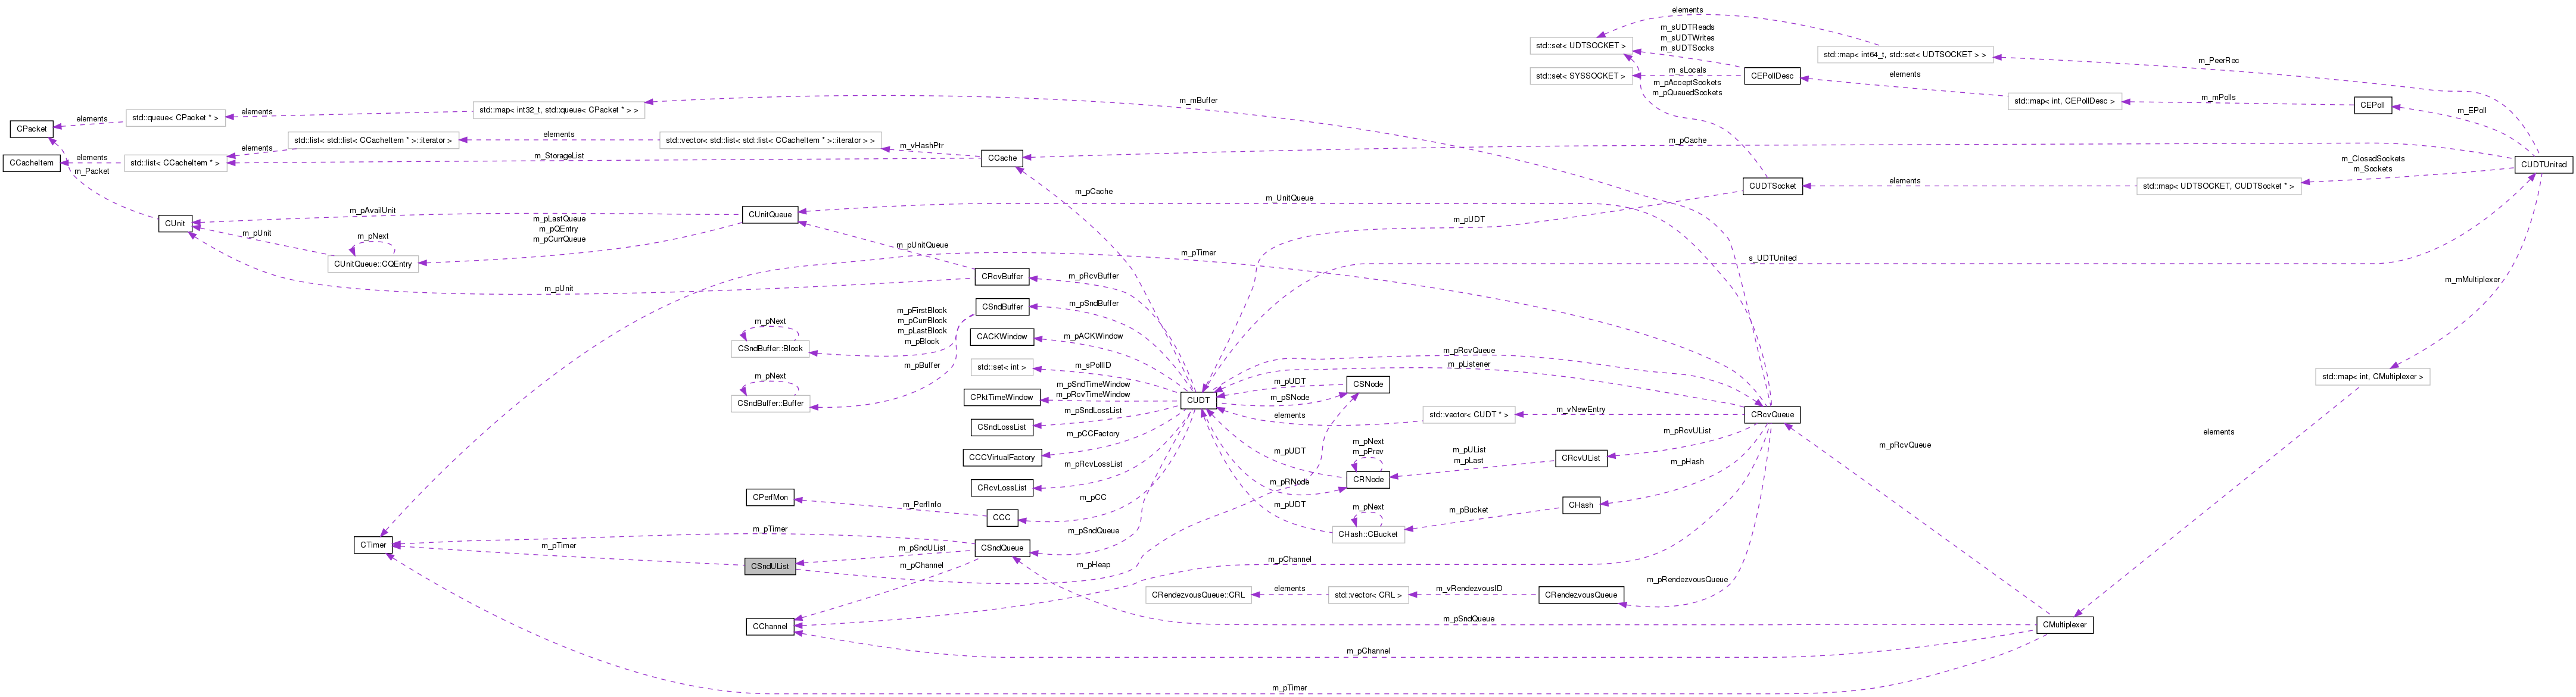 elements
m_sUDTReads
m_sUDTWrites
m_sUDTSocks
std::set< UDTSOCKET >
std::map< int64_t, std::set< UDTSOCKET > >
m_PeerRec
m_sLocals
std::set< SYSSOCKET >
CEPollDesc
elements
m_pAcceptSockets
m_pQueuedSockets
std::map< int, CEPollDesc >
m_mPolls
CEPoll
m_EPoll
m_mBuffer
std::map< int32_t, std::queue< CPacket * > >
elements
std::queue< CPacket * >
elements
CPacket
std::list< std::list< CCacheItem * >::iterator >
elements
std::vector< std::list< std::list< CCacheItem * >::iterator > >
m_vHashPtr
m_pCache
elements
m_StorageList
CCache
elements
std::list< CCacheItem * >
CCacheItem
m_Packet
CUDTUnited
m_ClosedSockets
m_Sockets
std::map< UDTSOCKET, CUDTSocket * >
elements
CUDTSocket
m_pCache
m_UnitQueue
m_pAvailUnit
CUnitQueue
m_pLastQueue
m_pQEntry
m_pCurrQueue
CUnit
m_pUnit
m_pNext
CUnitQueue::CQEntry
m_pUDT
m_pUnitQueue
m_pTimer
s_UDTUnited
CRcvBuffer
m_pRcvBuffer
m_pUnit
m_mMultiplexer
CSndBuffer
m_pSndBuffer
m_pFirstBlock
m_pCurrBlock
m_pLastBlock
m_pBlock
m_pNext
CSndBuffer::Block
CACKWindow
m_pACKWindow
m_pRcvQueue
m_pListener
std::set< int >
m_sPollID
m_pBuffer
m_pNext
CSndBuffer::Buffer
m_pSndTimeWindow
m_pRcvTimeWindow
CPktTimeWindow
CUDT
m_pUDT
CSNode
m_pSNode
std::map< int, CMultiplexer >
m_pSndLossList
CSndLossList
elements
std::vector< CUDT * >
m_vNewEntry
CRcvQueue
m_pCCFactory
CCCVirtualFactory
m_pRcvUList
elements
m_pNext
m_pPrev
m_pUDT
m_pUList
m_pLast
CRcvUList
m_pRcvQueue
m_pRcvLossList
CRcvLossList
m_pRNode
CRNode
m_pHash
CPerfMon
m_PerfInfo
m_pCC
CCC
m_pUDT
m_pNext
m_pBucket
CHash
CHash::CBucket
m_pSndQueue
m_pTimer
CTimer
m_pTimer
m_pSndUList
CSndQueue
CSndUList
m_pChannel
m_pHeap
m_pChannel
m_pRendezvousQueue
CRendezvousQueue::CRL
elements
std::vector< CRL >
m_vRendezvousID
CRendezvousQueue
CChannel
m_pSndQueue
CMultiplexer
m_pChannel
m_pTimer